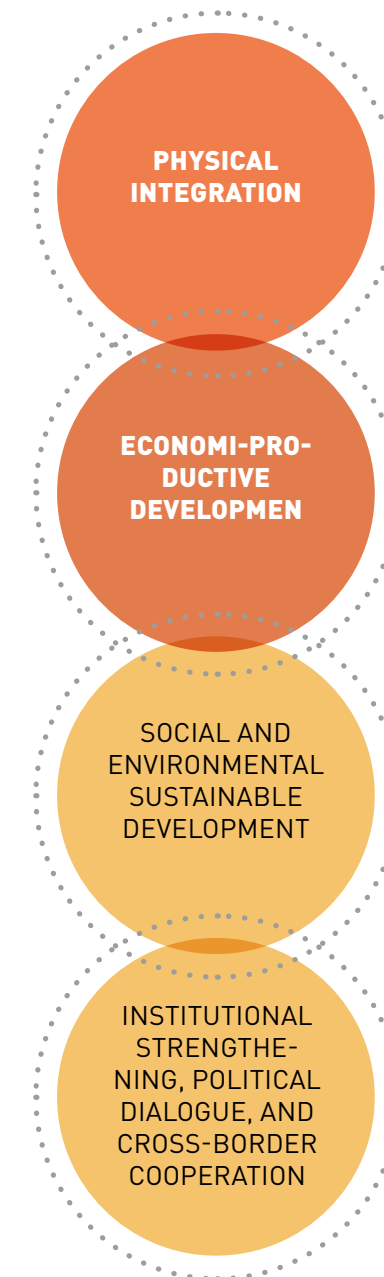 PHYSICAL
INTEGRATION
ECONOMI-PRO-
DUCTIVE
DEVELOPMEN
SOCIAL AND
ENVIRONMENTAL
SUSTAINABLE
DEVELOPMENT
INSTITUTIONAL
STRENGTHE-
NING, POLITICAL
DIALOGUE, AND
CROSS-BORDER
COOPERATION